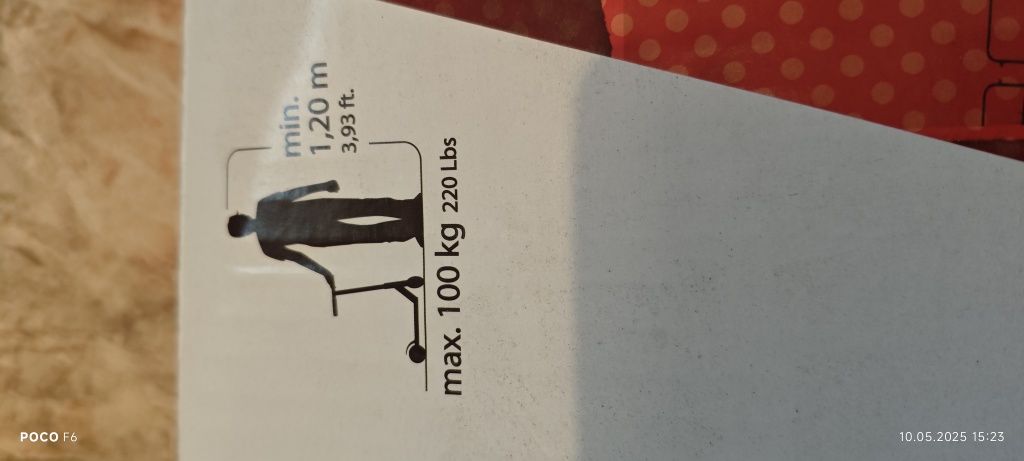 min.
1,20 m
3,93 ft.
max. 100 kg 220 Lbs
POCO F6
10.05.2025 15:23